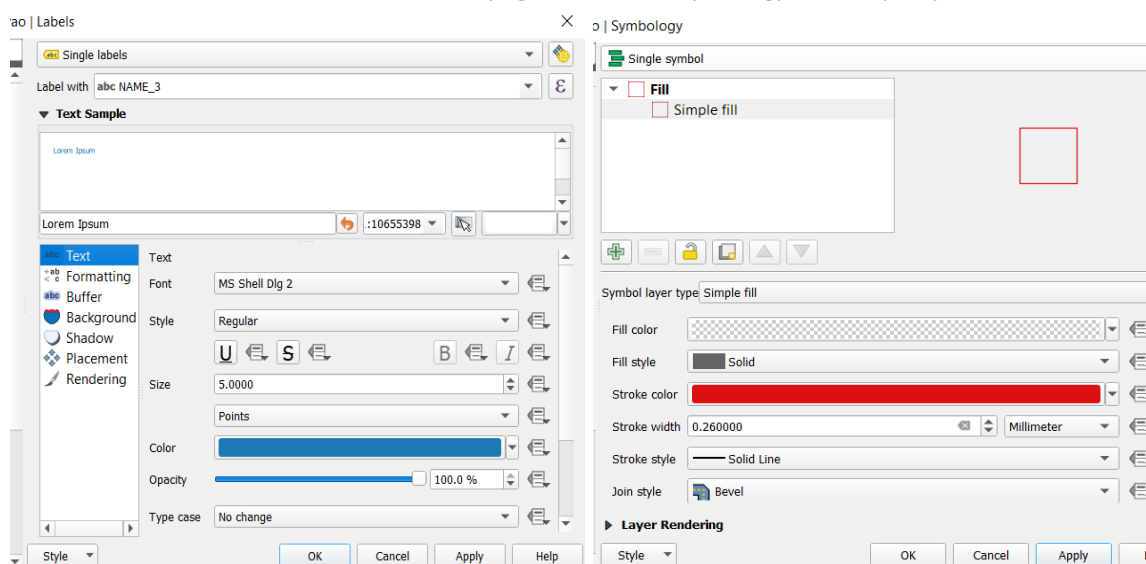 rao | Labels
Single labels
Label with abc NAME_3
Text Sample
Lorem Ipsum
Lorem Ipsum
.:10655398
abc Text
Formatting
abc Buffer
Background
Shadow
Placement
Rendering
Text
Font MS Shell Dlg 2
Style Regular
U S B I
Size 5.0000
Points
Color
Opacity 100.0 %
Type case No change
Style OK Cancel Apply Help
o | Symbology
Single symbol
Fill
Simple fill
Symbol layer type Simple fill
Fill color
Fill style Solid
Stroke color
Stroke width 0.260000 Millimeter
Stroke style Solid Line
Join style Bevel
Layer Rendering
Style OK Cancel Apply